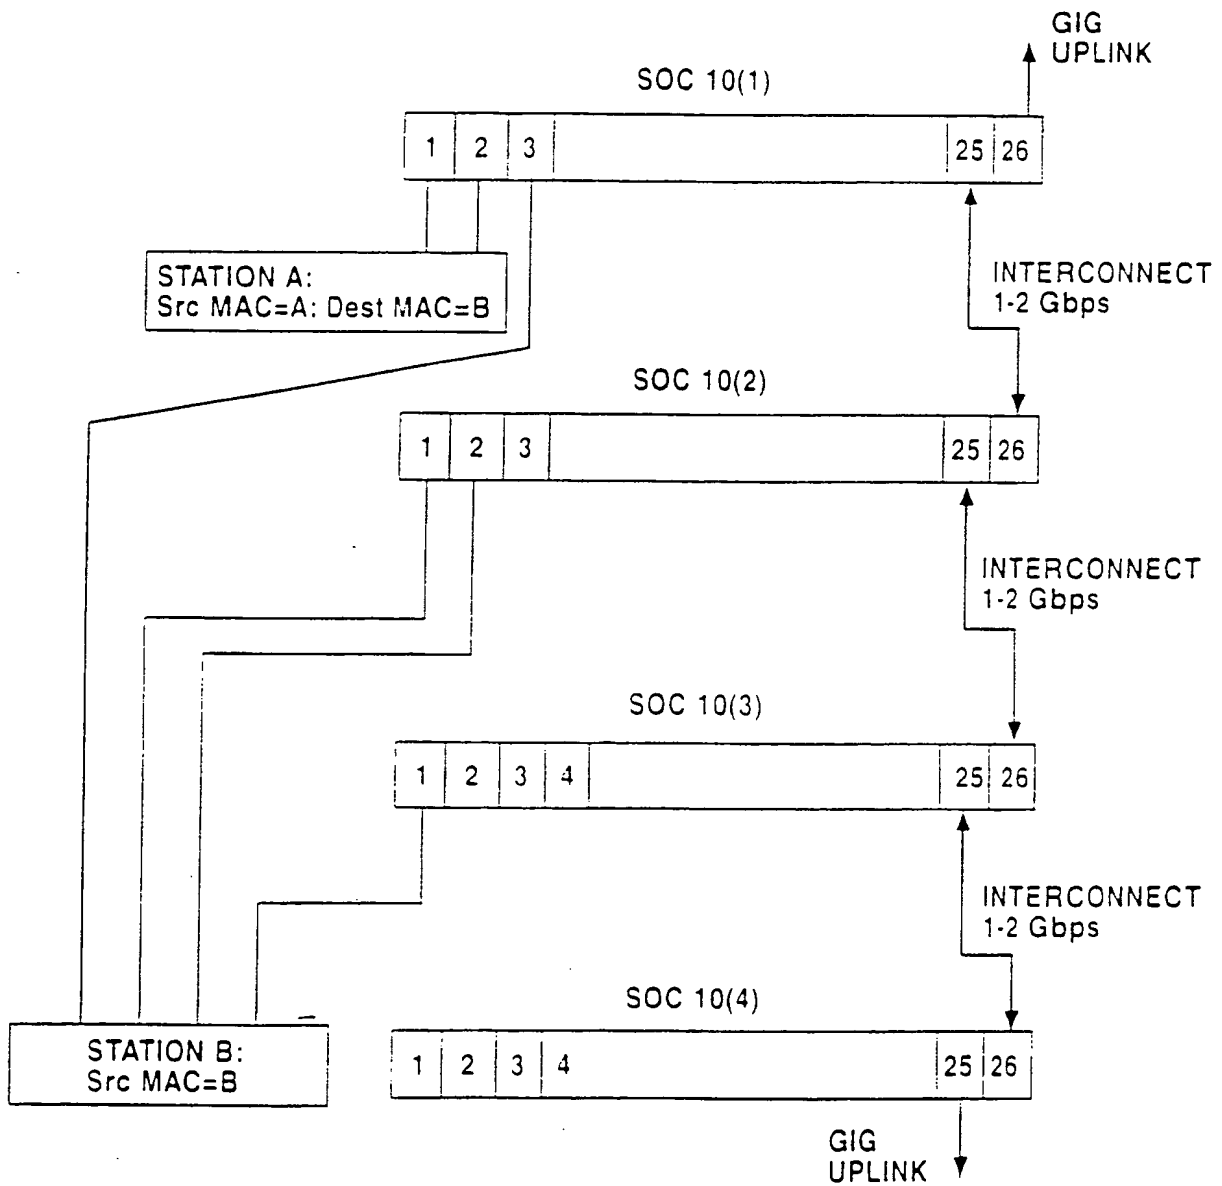 GIG
UPLINK
SOC 10(1)
1 2 3 25 26
STATION A:
Src MAC=A: Dest MAC=B
INTERCONNECT
1-2 Gbps
SOC 10(2)
1 2 3 25 26
INTERCONNECT
1-2 Gbps
SOC 10(3)
1 2 3 4 25 26
INTERCONNECT
1-2 Gbps
SOC 10(4)
STATION B:
Src MAC=B
1 2 3 4 25 26
GIG
UPLINK